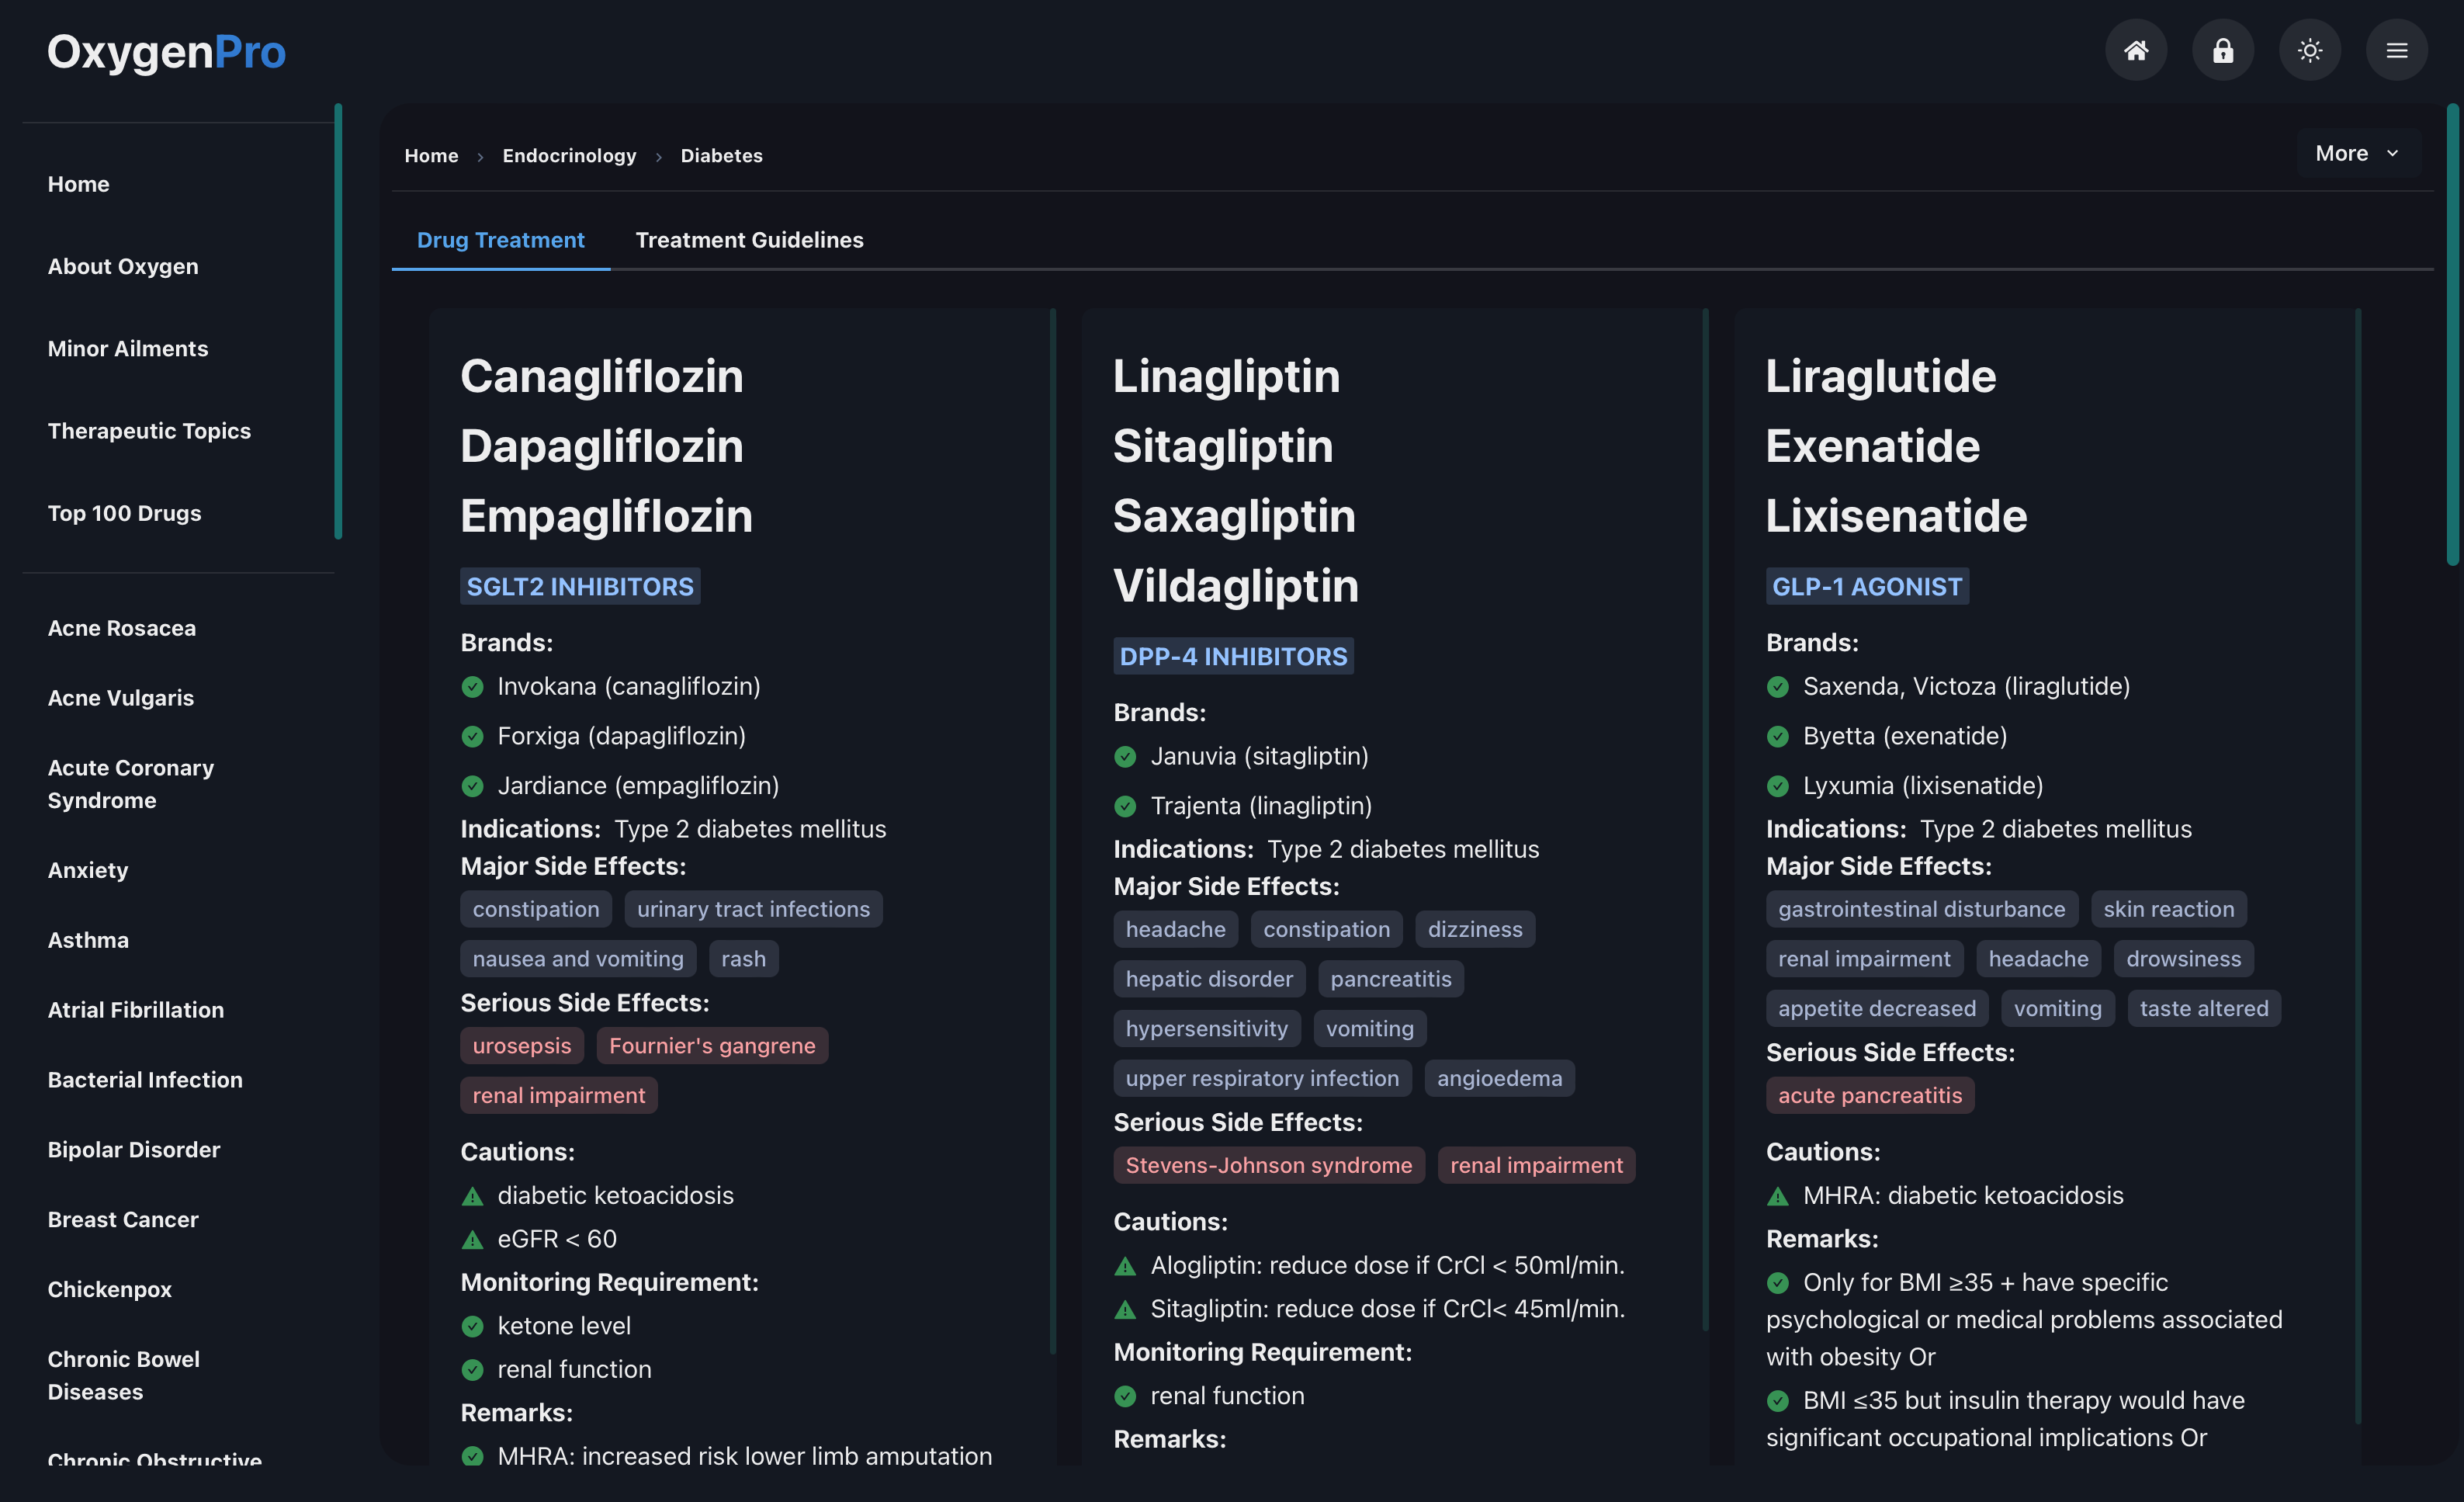 OxygenPro
Home
About Oxygen
Minor Ailments
Therapeutic Topics
Top 100 Drugs
Acne Rosacea
Acne Vulgaris
Acute Coronary
Syndrome
Anxiety
Asthma
Atrial Fibrillation
Bacterial Infection
Bipolar Disorder
Breast Cancer
Chickenpox
Chronic Bowel
Diseases
Chronic Obstructive
Home › Endocrinology › Diabetes
More
Drug Treatment
Treatment Guidelines
Canagliflozin
Dapagliflozin
Empagliflozin
SGLT2 INHIBITORS
Brands:
Invokana (canagliflozin)
Forxiga (dapagliflozin)
Jardiance (empagliflozin)
Indications: Type 2 diabetes mellitus
Major Side Effects:
constipation urinary tract infections
nausea and vomiting rash
Serious Side Effects:
urosepsis Fournier's gangrene
renal impairment
Cautions:
diabetic ketoacidosis
eGFR < 60
Monitoring Requirement:
ketone level
renal function
Remarks:
MHRA: increased risk lower limb amputation
Linagliptin
Sitagliptin
Saxagliptin
Vildagliptin
DPP-4 INHIBITORS
Brands:
Januvia (sitagliptin)
Trajenta (linagliptin)
Indications: Type 2 diabetes mellitus
Major Side Effects:
headache constipation dizziness
hepatic disorder pancreatitis
hypersensitivity vomiting
upper respiratory infection angioedema
Serious Side Effects:
Stevens-Johnson syndrome renal impairment
Cautions:
Alogliptin: reduce dose if CrCl < 50ml/min.
Sitagliptin: reduce dose if CrCl< 45ml/min.
Monitoring Requirement:
renal function
Remarks:
Liraglutide
Exenatide
Lixisenatide
GLP-1 AGONIST
Brands:
Saxenda, Victoza (liraglutide)
Byetta (exenatide)
Lyxumia (lixisenatide)
Indications: Type 2 diabetes mellitus
Major Side Effects:
gastrointestinal disturbance skin reaction
renal impairment headache drowsiness
appetite decreased vomiting taste altered
Serious Side Effects:
acute pancreatitis
Cautions:
MHRA: diabetic ketoacidosis
Remarks:
Only for BMI ≥35 + have specific
psychological or medical problems associated
with obesity Or
BMI ≤35 but insulin therapy would have
significant occupational implications Or